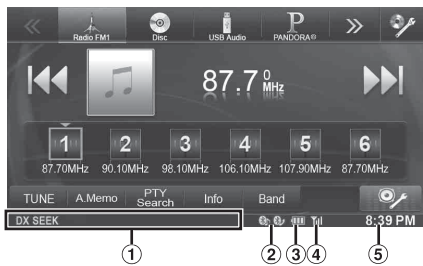 Radio FM1 Disc USB Audio PANDORA®
87.7 0 MHz
1 2 3 4 5 6
87.70MHz 90.10MHz 98.10MHz 106.10MHz 107.90MHz 87.70MHz
TUNE A.Memo PTY Search Info Band
DX SEEK 8:39 PM
① ② ③ ④ ⑤